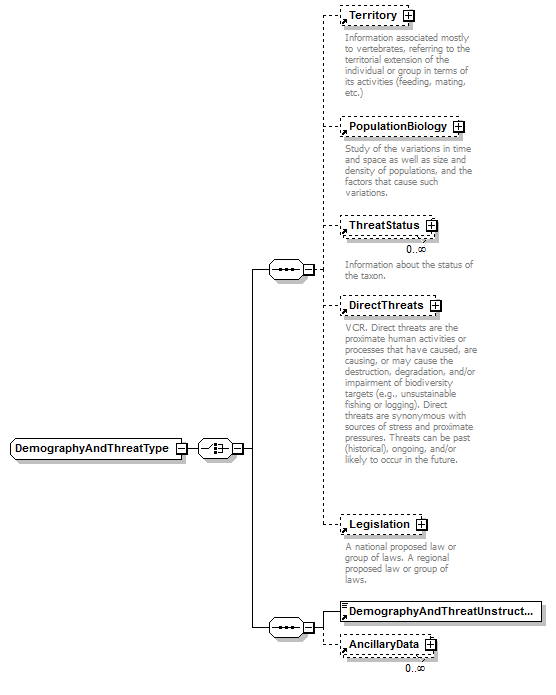 Territory
Information associated mostly
to vertebrates, referring to the
territorial extension of the
individual or group in terms of
its activities (feeding, mating,
etc.)
PopulationBiology
Study of the variations in time
and space as well as size and
density of populations, and the
factors that cause such
variations.
ThreatStatus
0..∞
Information about the status of
the taxon.
DirectThreats
VCR. Direct threats are the
proximate human activities or
processes that have caused, are
causing, or may cause the
destruction, degradation, and/or
impairment of biodiversity
targets (e.g., unsustainable
fishing or logging). Direct
threats are synonymous with
sources of stress and proximate
pressures. Threats can be past
(historical), ongoing, and/or
likely to occur in the future.
DemographyAndThreatType
Legislation
A national proposed law or
group of laws. A regional
proposed law or group of
laws.
DemographyAndThreatUnstruct...
AncillaryData
0..∞